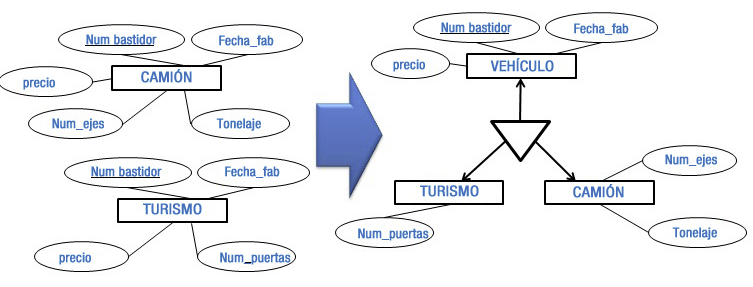 Num bastidor
Fecha_fab
CAMIÓN
precio
Num_ejes
Tonelaje
Num bastidor
Fecha_fab
TURISMO
precio
Num_puertas
Num bastidor
Fecha_fab
precio
VEHÍCULO
TURISMO
CAMIÓN
Num_ejes
Num_puertas
Tonelaje